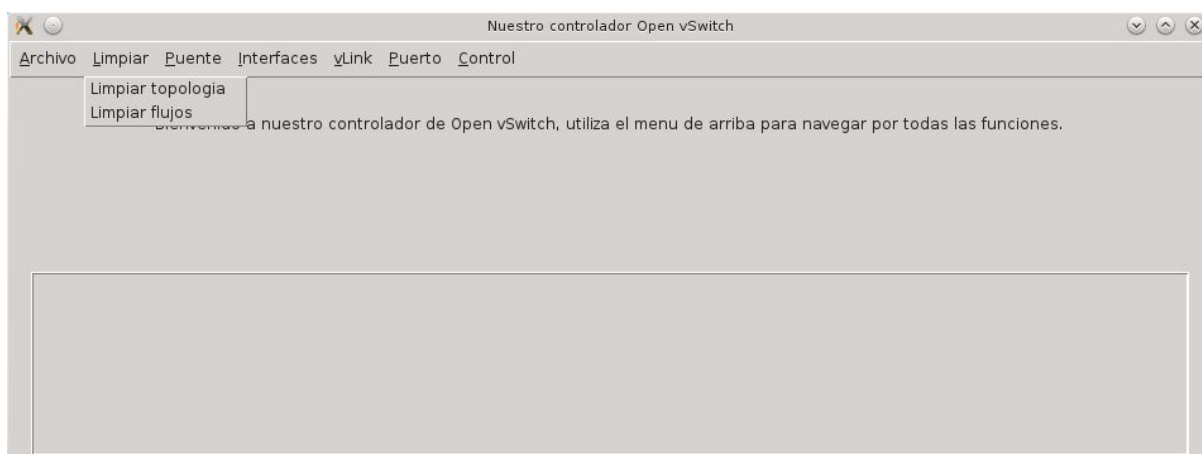 Nuestro controlador Open vSwitch
Archivo Limpiar Puente Interfaces vLink Puerto Control
Limpiar topologia
Limpiar flujos
a nuestro controlador de Open vSwitch, utiliza el menu de arriba para navegar por todas las funciones.